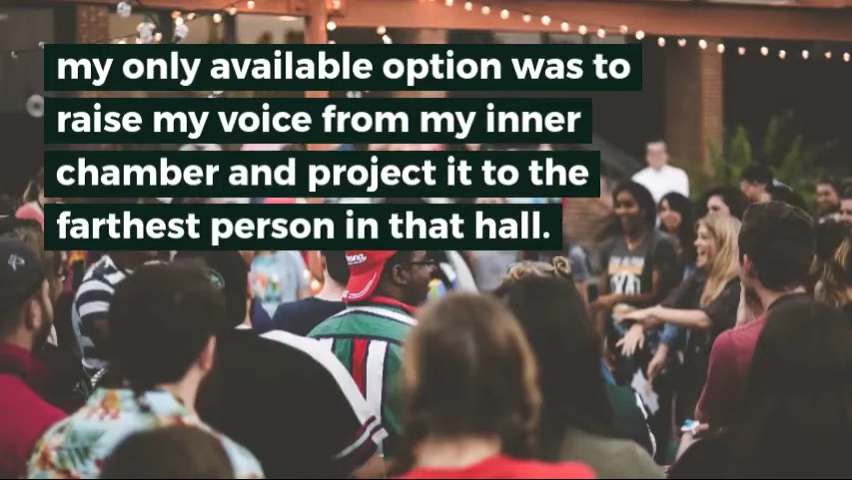 my only available option was to
raise my voice from my inner
chamber and project it to the
farthest person in that hall.